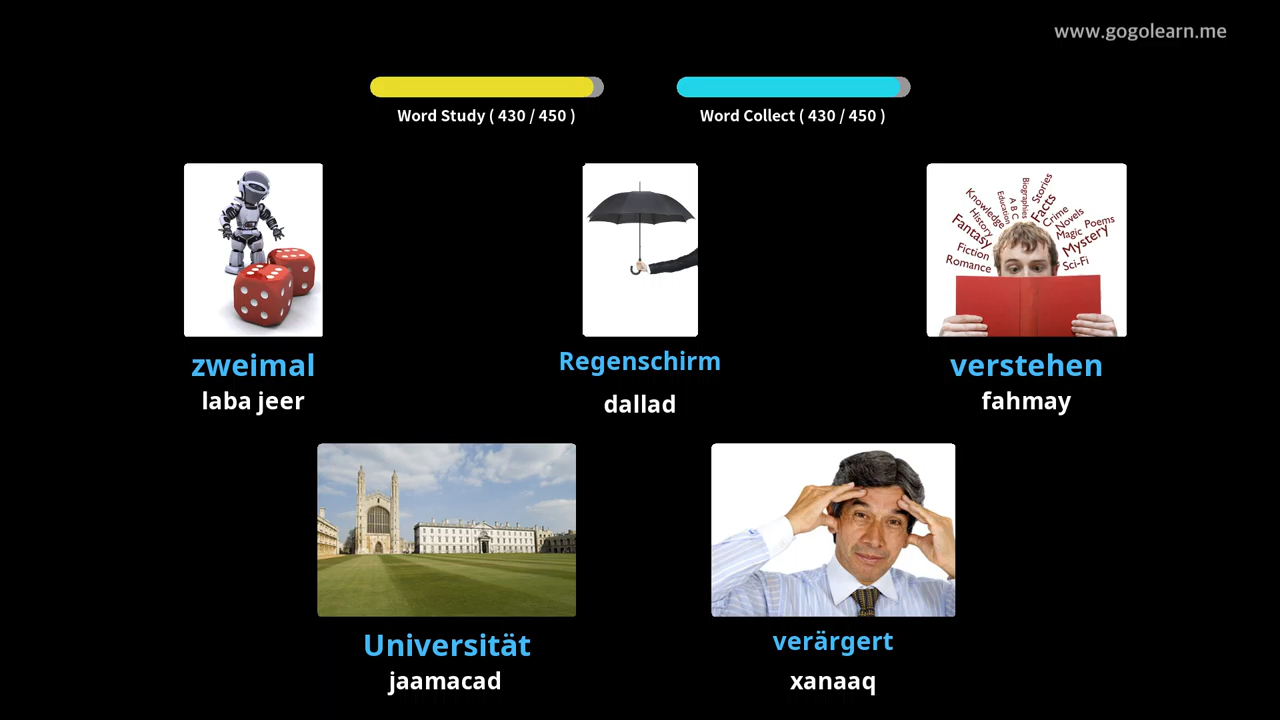 www.gogolearn.me
Word Study ( 430 / 450 )
Word Collect ( 430 / 450 )
Knowledge
History
Fantasy
Fiction
Romance
Education
A B C
Biographies
Stories
Facts
Crime
Novels
Magic
Poems
Mystery
Sci-Fi
zweimal
laba jeer
Regenschirm
dallad
verstehen
fahmay
Universität
jaamacad
verärgert
xanaaq